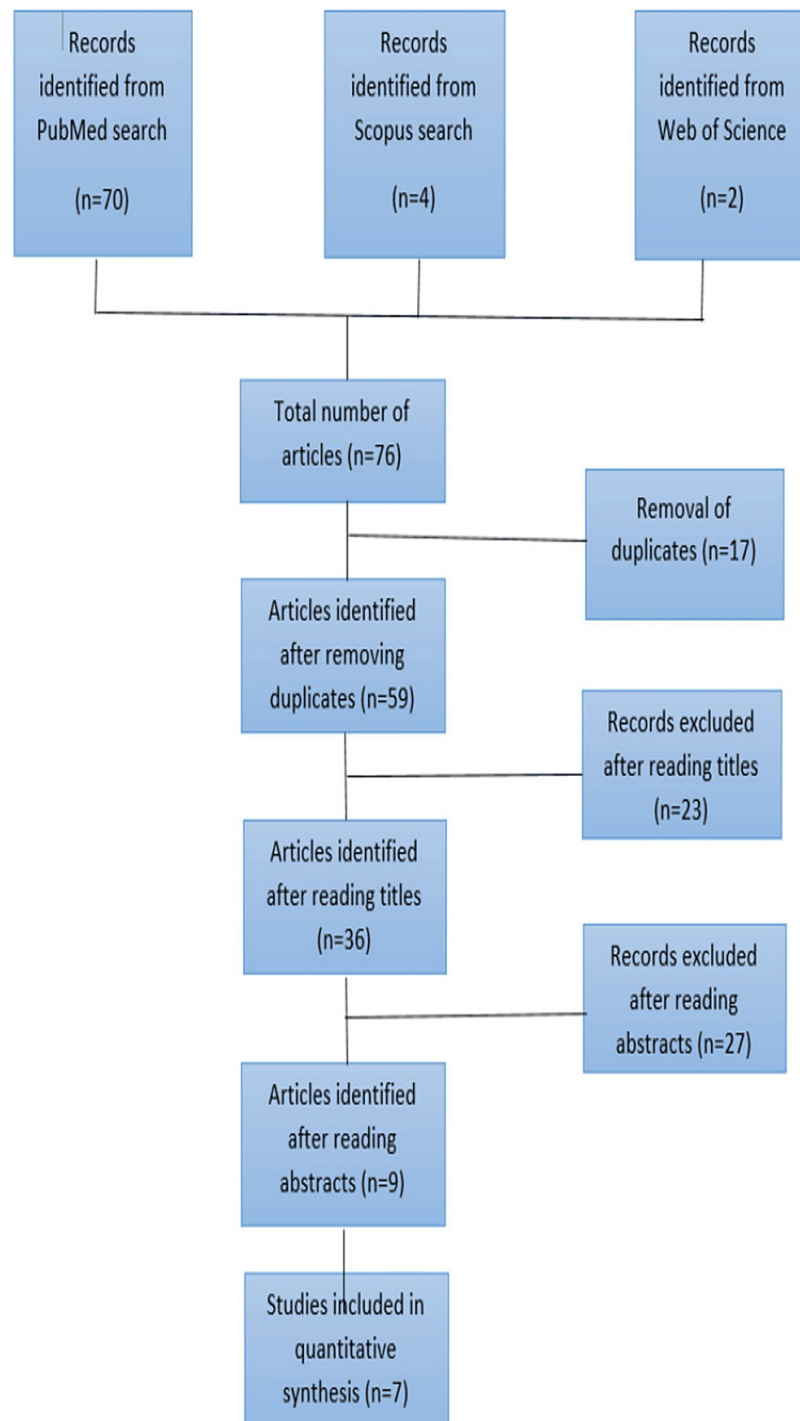 Records
identified from
PubMed search
(n=70)
Records
identified from
Scopus search
(n=4)
Records
identified from
Web of Science
(n=2)
Total number of
articles (n=76)
Removal of
duplicates (n=17)
Articles identified
after removing
duplicates (n=59)
Records excluded
after reading titles
(n=23)
Articles identified
after reading titles
(n=36)
Records excluded
after reading
abstracts (n=27)
Articles identified
after reading
abstracts (n=9)
Studies included in
quantitative
synthesis (n=7)